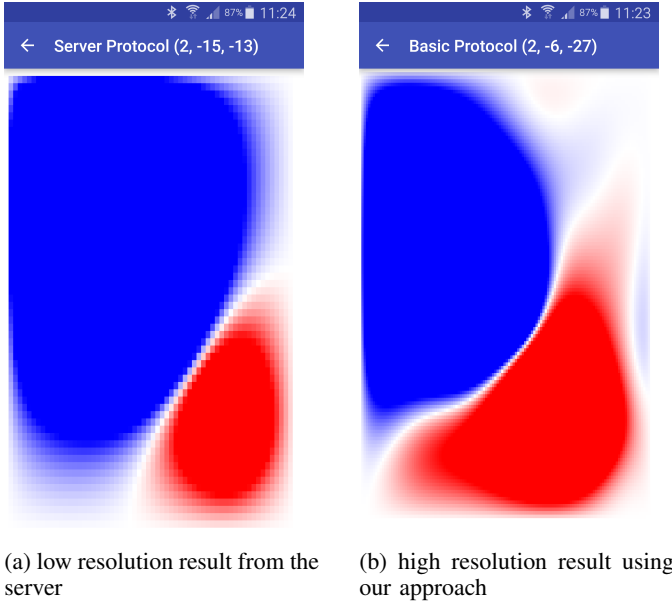 87% 11:24
Server Protocol (2, -15, -13)
87% 11:23
Basic Protocol (2, -6, -27)
(a) low resolution result from the
server
(b) high resolution result using
our approach